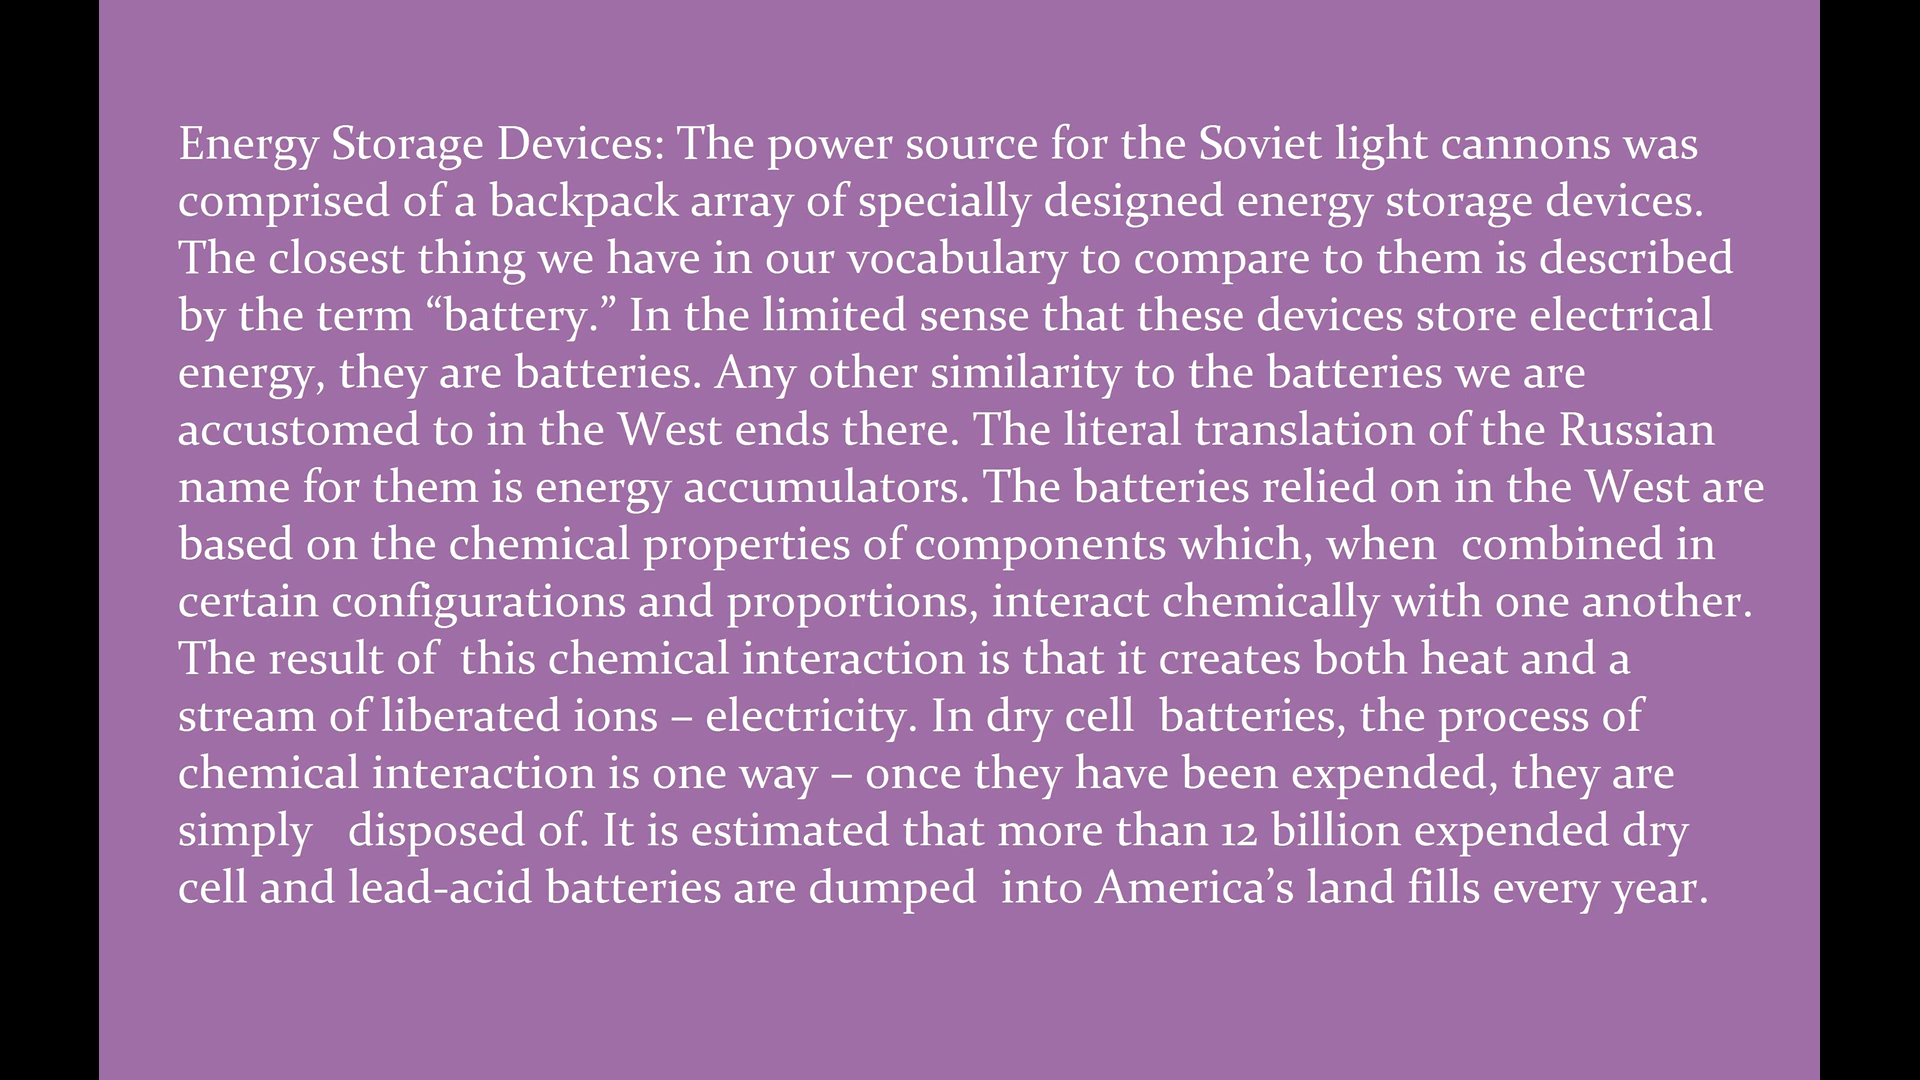 Energy Storage Devices: The power source for the Soviet light cannons was
comprised of a backpack array of specially designed energy storage devices.
The closest thing we have in our vocabulary to compare to them is described
by the term “battery.” In the limited sense that these devices store electrical
energy, they are batteries. Any other similarity to the batteries we are
accustomed to in the West ends there. The literal translation of the Russian
name for them is energy accumulators. The batteries relied on in the West are
based on the chemical properties of components which, when  combined in
certain configurations and proportions, interact chemically with one another.
The result of  this chemical interaction is that it creates both heat and a
stream of liberated ions – electricity. In dry cell  batteries, the process of
chemical interaction is one way – once they have been expended, they are
simply   disposed of. It is estimated that more than 12 billion expended dry
cell and lead-acid batteries are dumped  into America’s land fills every year.